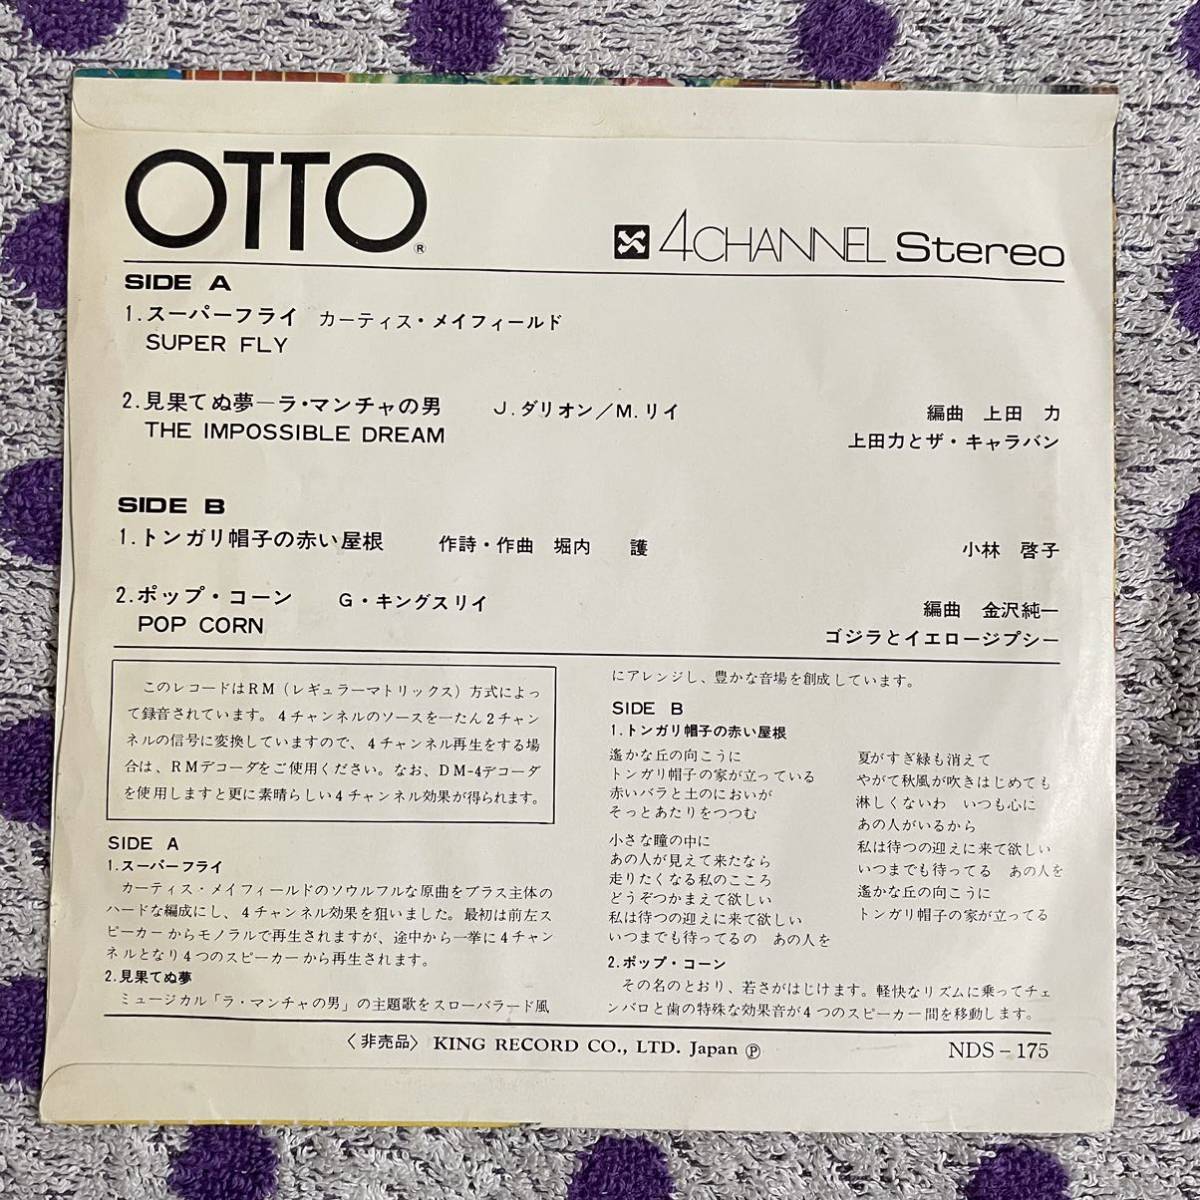 OTTO®
4CHANNEL Stereo
SIDE A
1.スーパーフライ カーティス・メイフィールド
SUPER FLY
2.見果てぬ夢―ラ・マンチャの男 J.ダリオン／M.リイ 編曲 上田 力
THE IMPOSSIBLE DREAM 上田力とザ・キャラバン
SIDE B
1.トンガリ帽子の赤い屋根 作詩・作曲 堀内 護 小林 啓子
2.ポップ・コーン G・キングスリイ 編曲 金沢純一
POP CORN ゴジラとイエロージプシー
このレコードはRM（レギュラーマトリックス）方式によっ
て録音されています。4チャンネルのソースを一たん2チャン
ネルの信号に変換していますので、4チャンネル再生をする場
合は、RMデコーダをご使用ください。なお、DM-4デコーダ
を使用しますと更に素晴らしい4チャンネル効果が得られます。
SIDE A
1.スーパーフライ
カーティス・メイフィールドのソウルフルな原曲をブラス主体の
ハードな編成にし、4チャンネル効果を狙いました。最初は前左ス
ピーカーからモノラルで再生されますが、途中から一挙に4チャン
ネルとなり4つのスピーカーから再生されます。
2.見果てぬ夢
ミュージカル「ラ・マンチャの男」の主題歌をスローバラード風
にアレンジし、豊かな音場を創成しています。
SIDE B
1.トンガリ帽子の赤い屋根
遙かな丘の向こうに
トンガリ帽子の家が立っている
赤いバラと土のにおいが
そっとあたりをつつむ
小さな瞳の中に
あの人が見えて来たなら
走りたくなる私のこころ
どうぞつかまえて欲しい
私は待つの迎えに来て欲しい
いつまでも待ってるの あの人を
夏がすぎ緑も消えて
やがて秋風が吹きはじめても
淋しくないわ いつも心に
あの人がいるから
私は待つの迎えに来て欲しい
いつまでも待ってる あの人を
遙かな丘の向こうに
トンガリ帽子の家が立ってる
2.ポップ・コーン
その名のとおり、若さがはじけます。軽快なリズムに乗ってチェ
ンバロと歯の特殊な効果音が4つのスピーカー間を移動します。
〈非売品〉 KING RECORD CO., LTD. Japan Ⓟ NDS－175